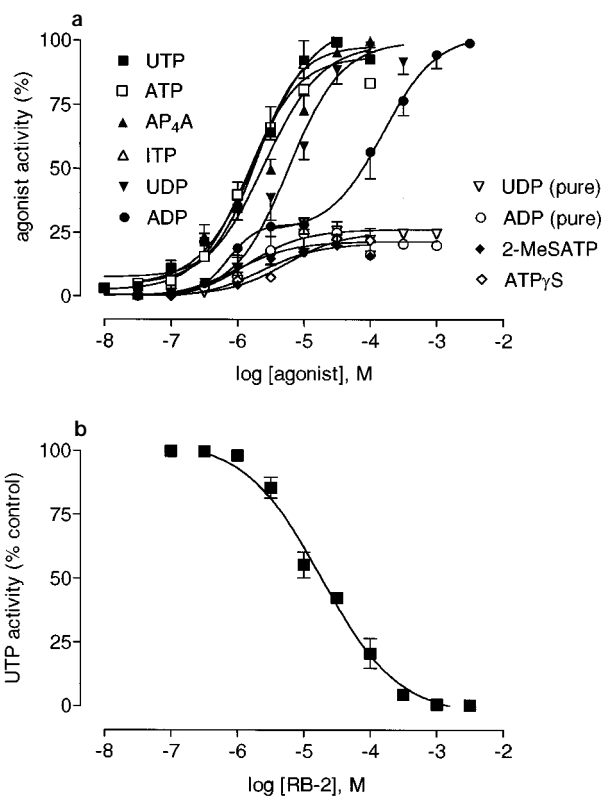 a
agonist activity (%)
100
75
50
25
0
UTP
ATP
AP₄A
ITP
UDP
ADP
UDP (pure)
ADP (pure)
2-MeSATP
ATPγS
-8 -7 -6 -5 -4 -3 -2
log [agonist], M
b
UTP activity (% control)
100
75
50
25
0
-8 -7 -6 -5 -4 -3 -2
log [RB-2], M